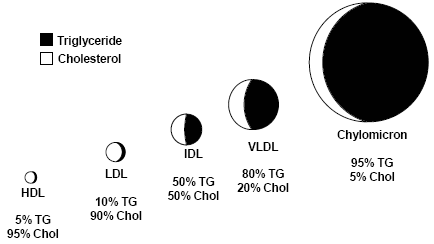 Triglyceride
Cholesterol
HDL
5% TG
95% Chol
LDL
10% TG
90% Chol
IDL
50% TG
50% Chol
VLDL
80% TG
20% Chol
Chylomicron
95% TG
5% Chol